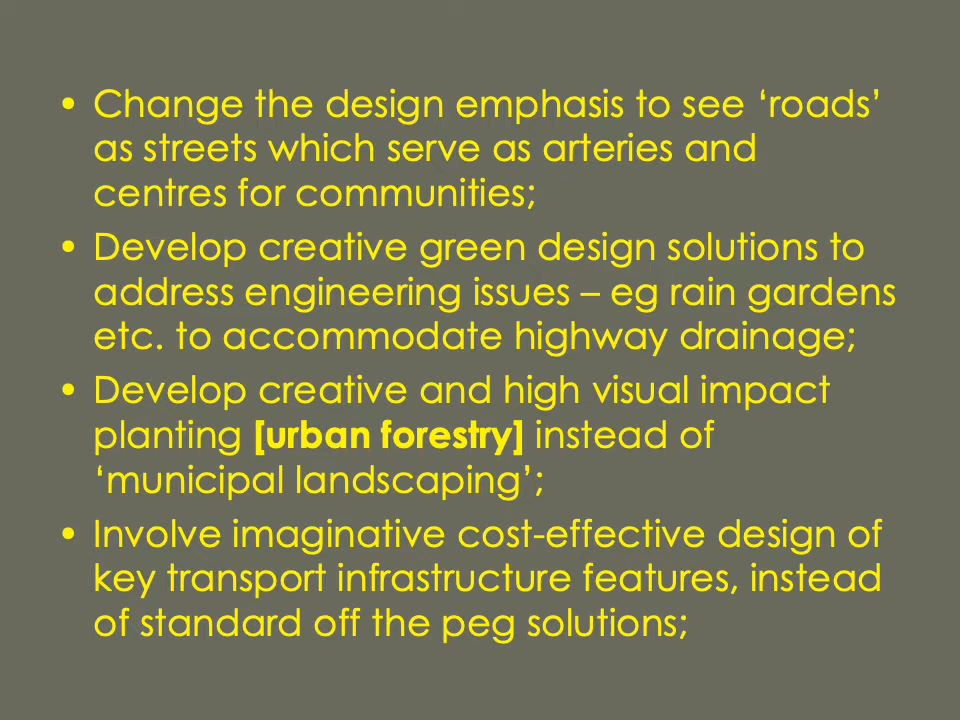 • Change the design emphasis to see ‘roads’
as streets which serve as arteries and
centres for communities;
• Develop creative green design solutions to
address engineering issues – eg rain gardens
etc. to accommodate highway drainage;
• Develop creative and high visual impact
planting [urban forestry] instead of
‘municipal landscaping’;
• Involve imaginative cost-effective design of
key transport infrastructure features, instead
of standard off the peg solutions;